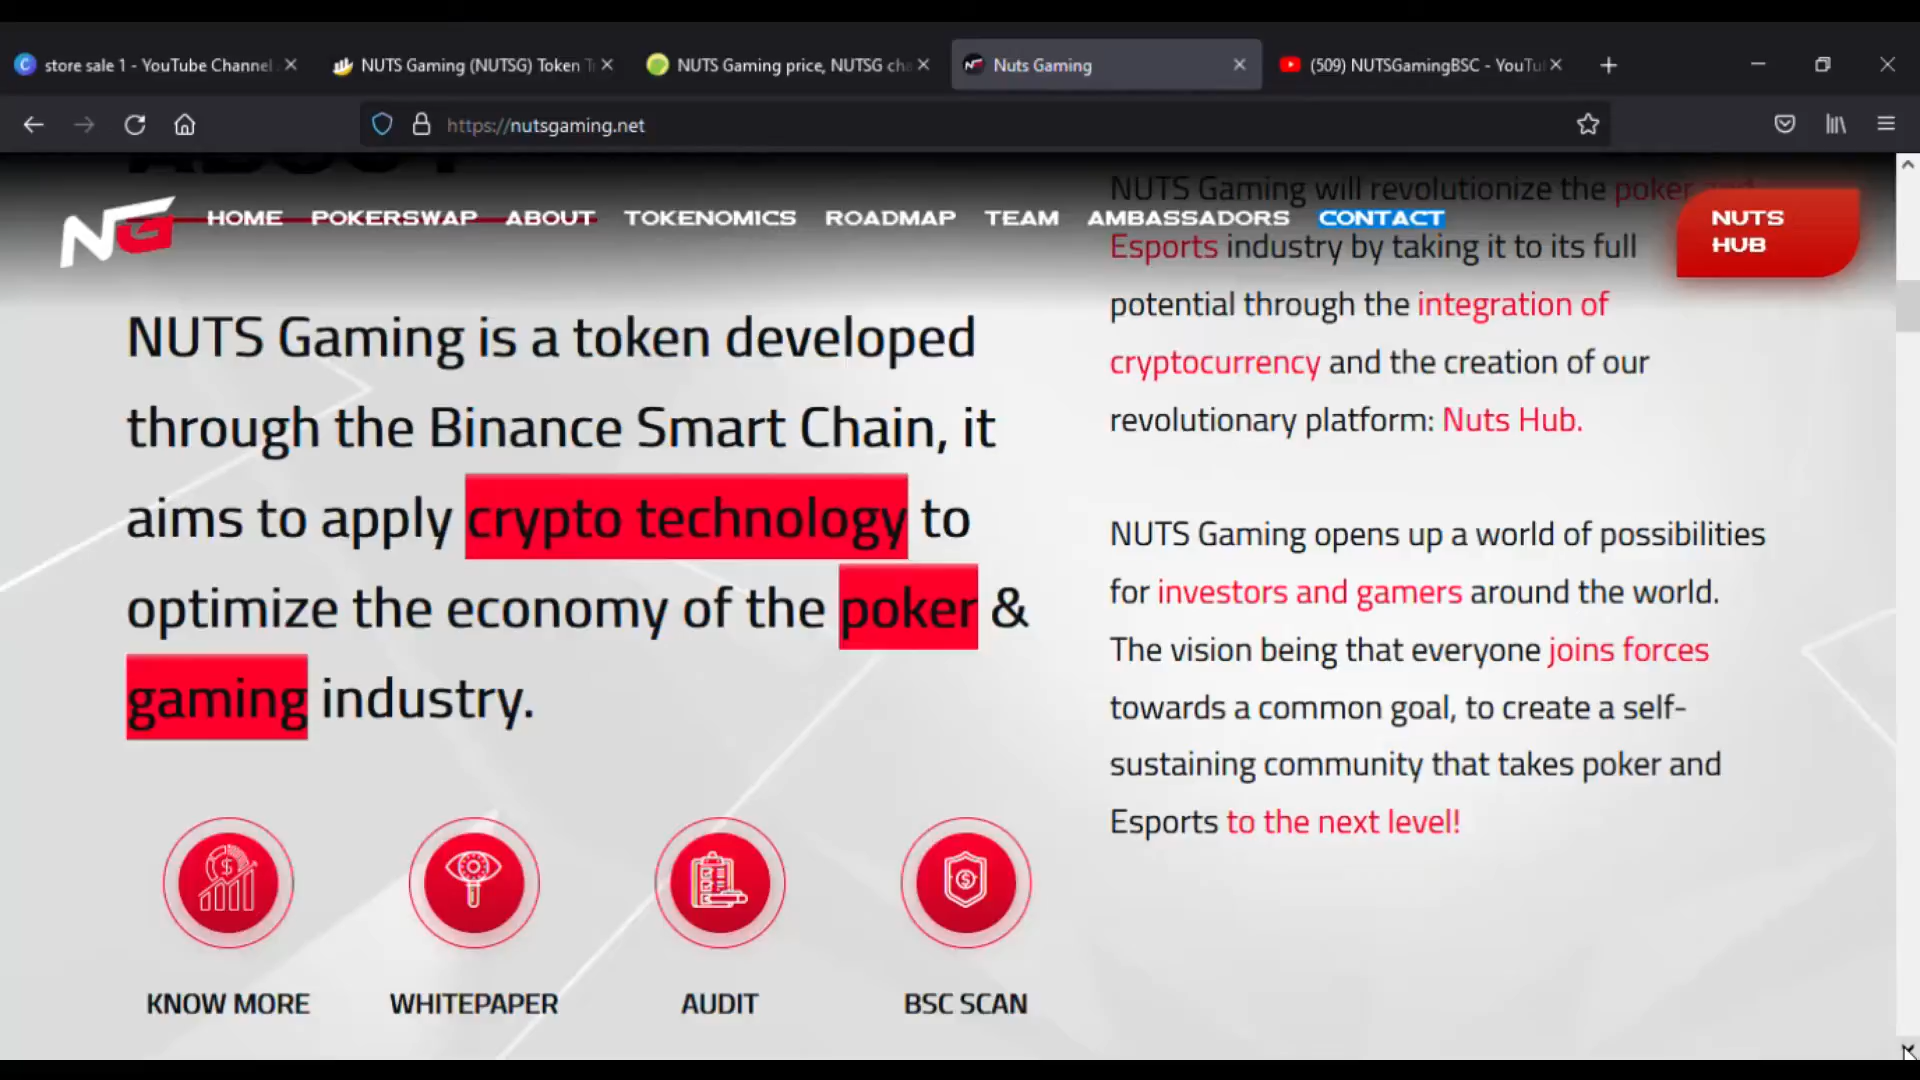 store sale 1 - YouTube Channel
NUTS Gaming (NUTSG) Token T
NUTS Gaming price, NUTSG cha
Nuts Gaming
(509) NUTSGamingBSC - YouTu
https://nutsgaming.net
ABOUT
NG
HOME
POKERSWAP
ABOUT
TOKENOMICS
ROADMAP
TEAM
AMBASSADORS
CONTACT
NUTS
HUB
NUTS Gaming is a token developed
through the Binance Smart Chain, it
aims to apply crypto technology to
optimize the economy of the poker &
gaming industry.
NUTS Gaming will revolutionize the poker and
Esports industry by taking it to its full
potential through the integration of
cryptocurrency and the creation of our
revolutionary platform: Nuts Hub.
NUTS Gaming opens up a world of possibilities
for investors and gamers around the world.
The vision being that everyone joins forces
towards a common goal, to create a self-
sustaining community that takes poker and
Esports to the next level!
KNOW MORE
WHITEPAPER
AUDIT
BSC SCAN